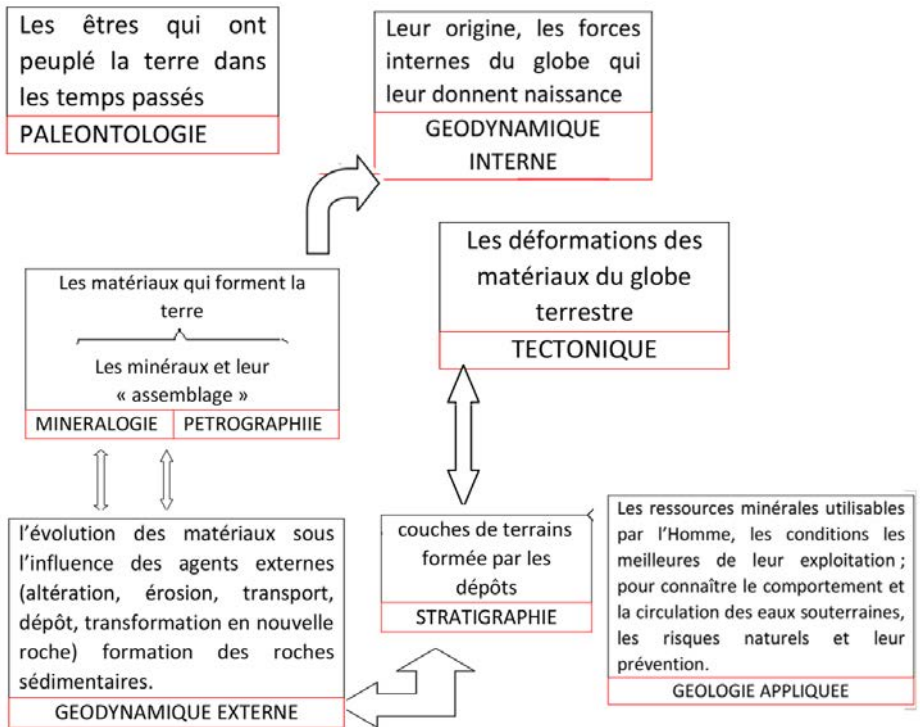 Les êtres qui ont
peuplé la terre dans
les temps passés
PALEONTOLOGIE
Leur origine, les forces
internes du globe qui
leur donnent naissance
GEODYNAMIQUE
INTERNE
Les matériaux qui forment la
terre
Les minéraux et leur
« assemblage »
MINERALOGIE
PETROGRAPHIIE
Les déformations des
matériaux du globe
terrestre
TECTONIQUE
l'évolution des matériaux sous
l'influence des agents externes
(altération, érosion, transport,
dépôt, transformation en nouvelle
roche) formation des roches
sédimentaires.
GEODYNAMIQUE EXTERNE
couches de terrains
formée par les
dépôts
STRATIGRAPHIE
Les ressources minérales utilisables
par l'Homme, les conditions les
meilleures de leur exploitation ;
pour connaître le comportement et
la circulation des eaux souterraines,
les risques naturels et leur
prévention.
GEOLOGIE APPLIQUEE